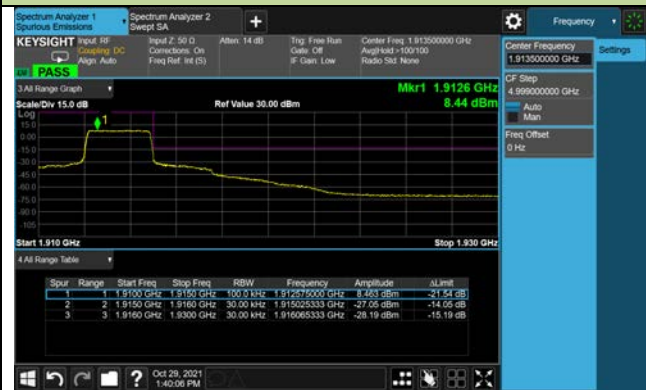 Spectrum Analyzer 1
Spurious Emissions
Spectrum Analyzer 2
Swept SA
Frequency
KEYSIGHT
Input: RF
Coupling: DC
Align: Auto
Input Z: 50 Ω
Corrections: On
Freq Ref: Int (S)
Atten: 14 dB
Trig: Free Run
Gate: Off
IF Gain: Low
Center Freq: 1.913500000 GHz
Avg|Hold:>100/100
Radio Std: None
PASS
Center Frequency
1.913500000 GHz
Settings
CF Step
4.999000000 GHz
Auto
Man
Freq Offset
0 Hz
3 All Range Graph
Mkr1 1.9126 GHz
Scale/Div 15.0 dB
Ref Value 30.00 dBm
8.44 dBm
Log
15.0
0.00
-15.0
-30.0
-45.0
-60.0
-75.0
-90.0
-105
1
Start 1.910 GHz
Stop 1.930 GHz
4 All Range Table
Spur Range Start Freq Stop Freq RBW Frequency Amplitude ΔLimit
1 1 1.9100 GHz 1.9150 GHz 100.0 kHz 1.912575000 GHz 8.463 dBm -21.54 dB
2 2 1.9150 GHz 1.9160 GHz 30.00 kHz 1.915025333 GHz -27.05 dBm -14.05 dB
3 3 1.9160 GHz 1.9300 GHz 30.00 kHz 1.916065333 GHz -28.19 dBm -15.19 dB
Oct 29, 2021
1:40:06 PM